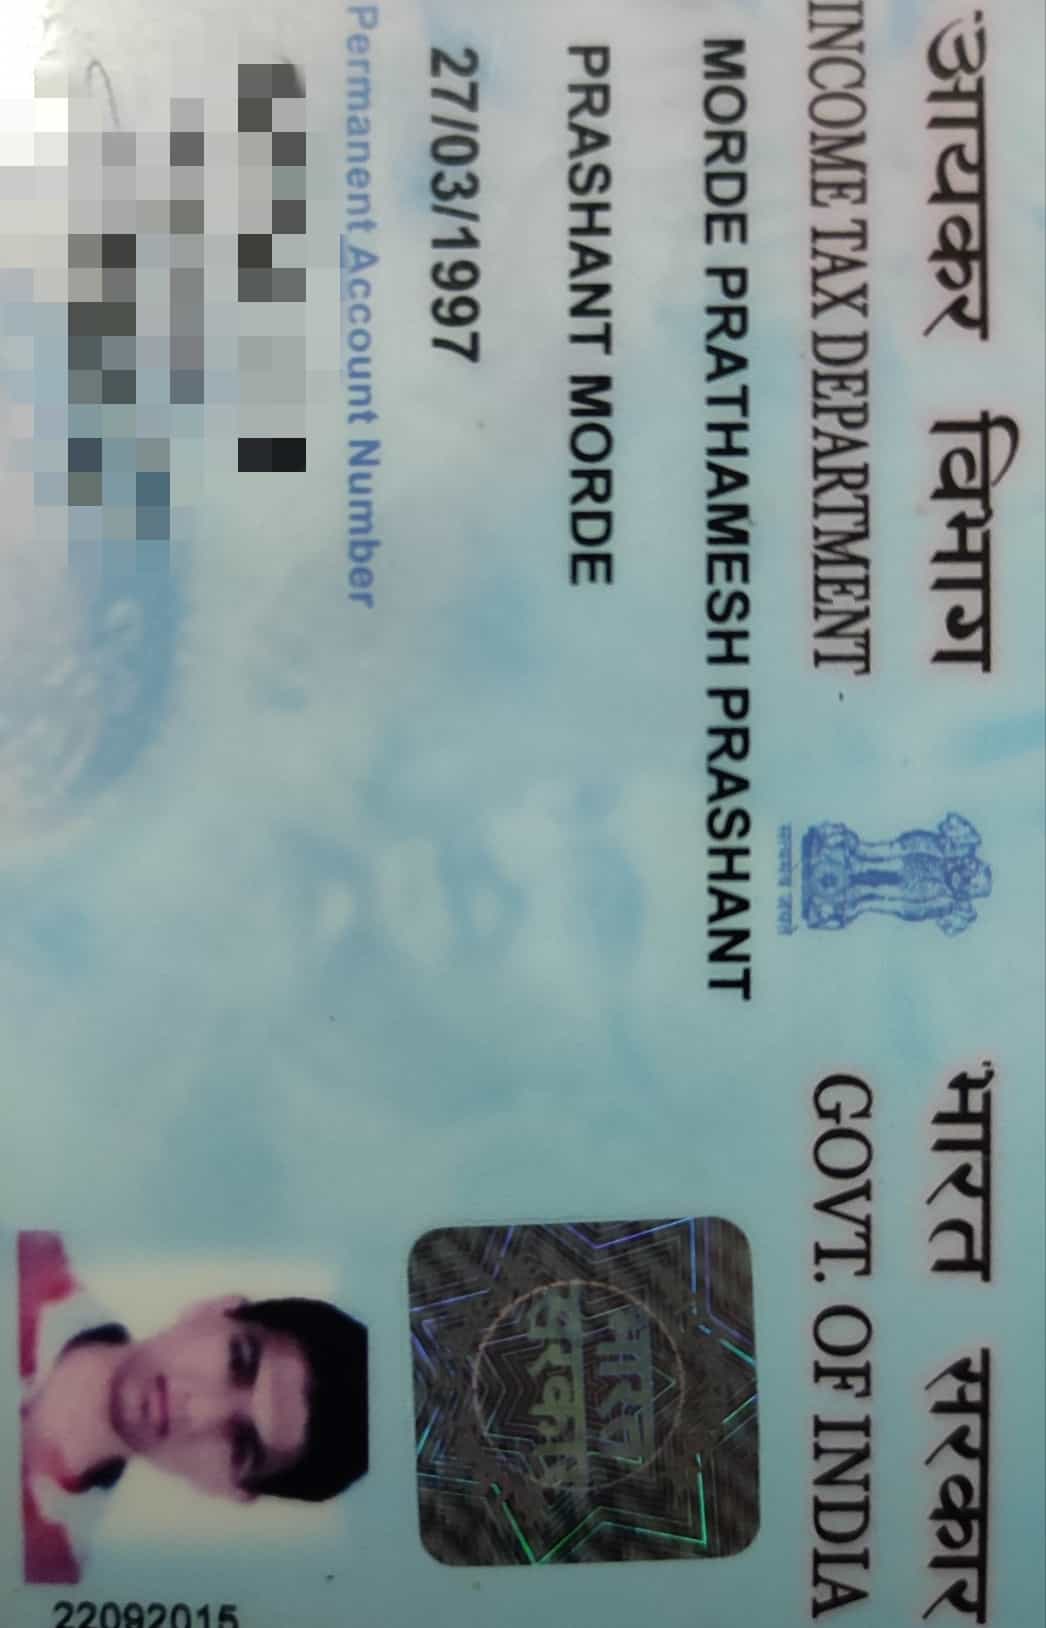 आयकर विभाग
INCOME TAX DEPARTMENT
सत्यमेव जयते
भारत सरकार
GOVT. OF INDIA
MORDE PRATHAMESH PRASHANT
PRASHANT MORDE
27/03/1997
Permanent Account Number
भारत
सरकार
22092015